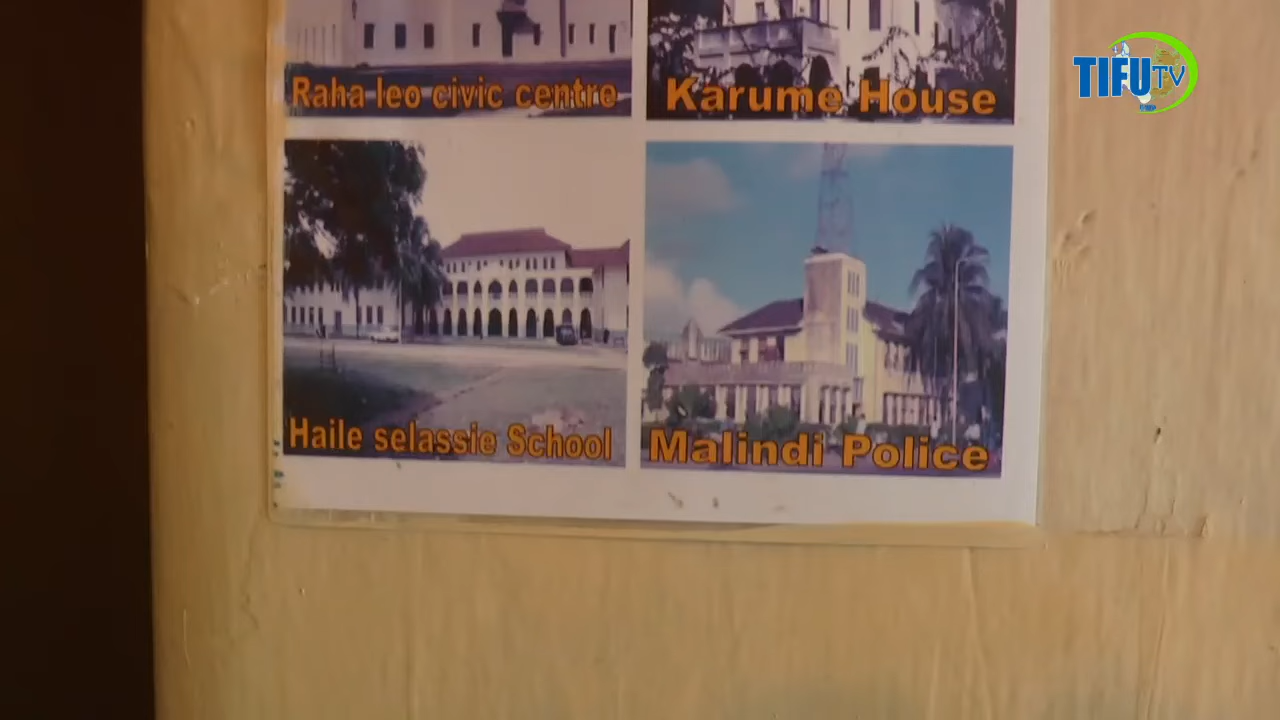 Raha leo civic centre
Karume House
TIFU TV
Haile selassie School
Malindi Police